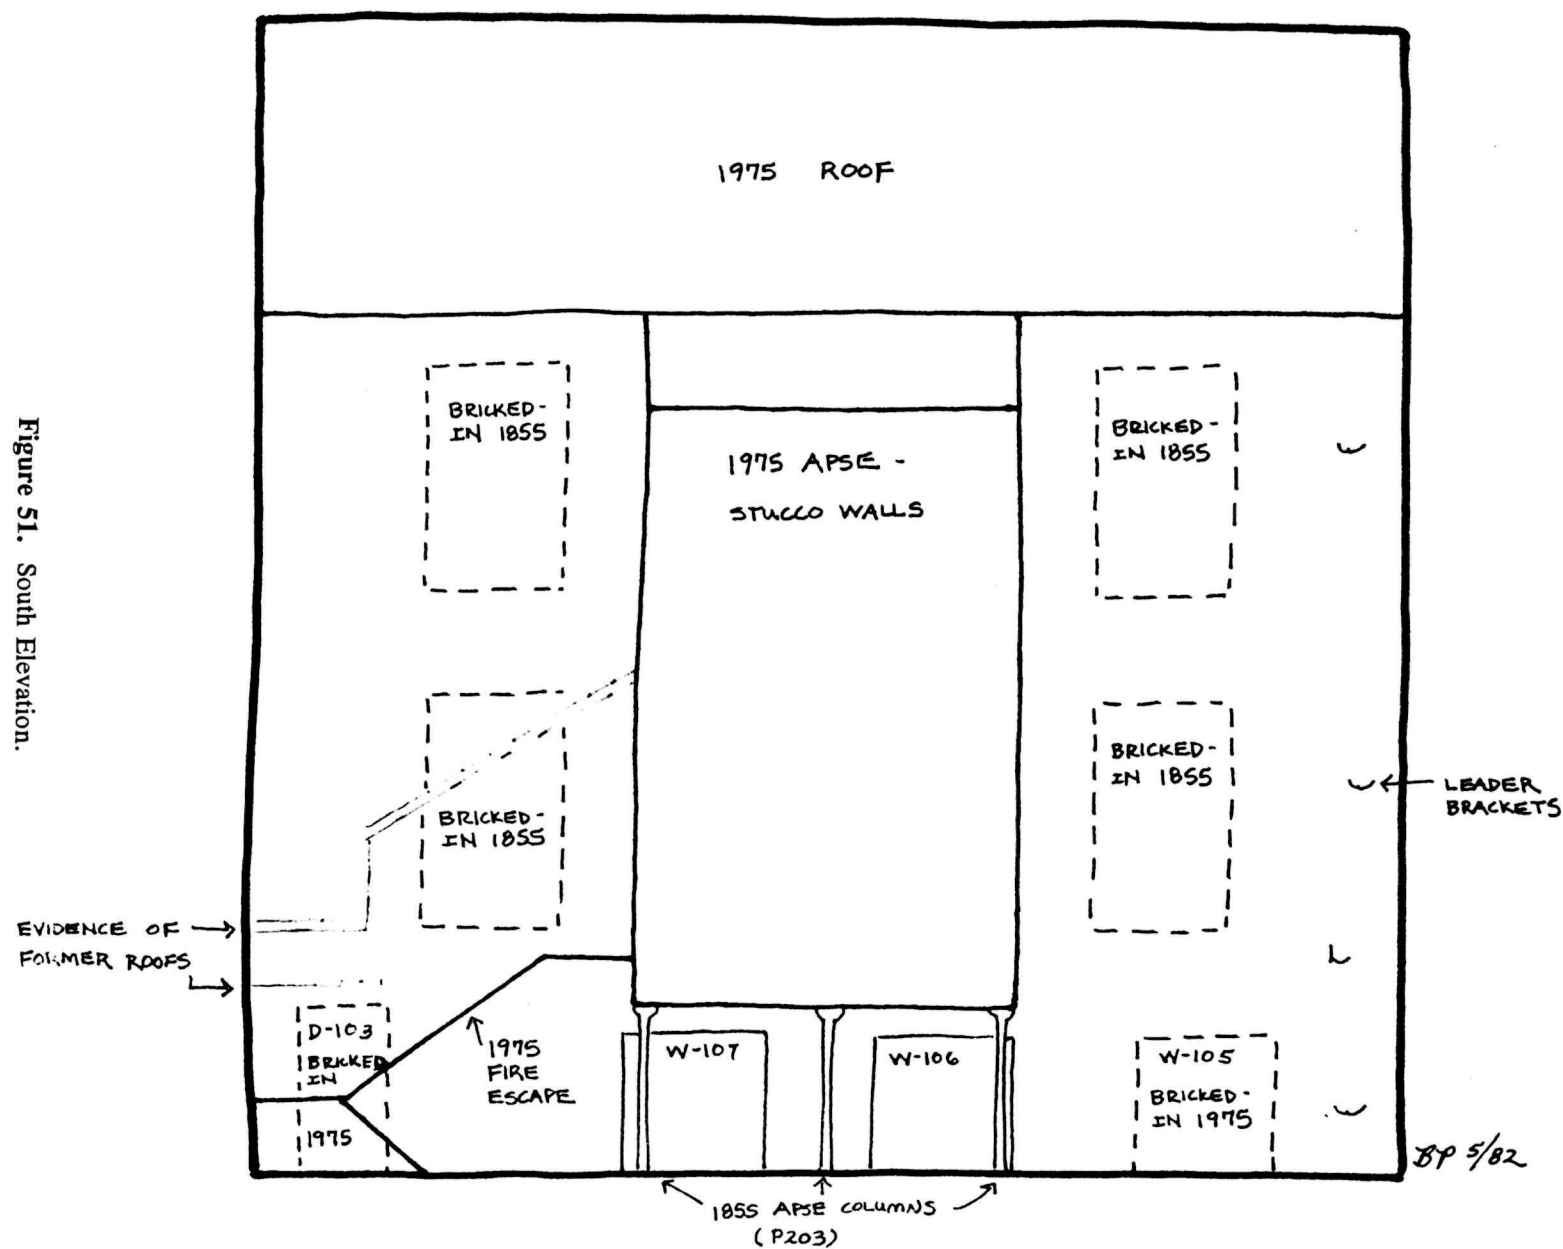 1975 ROOF
BRICKED-
IN 1855
1975 APSE -
STUCCO WALLS
BRICKED -
IN 1855
BRICKED-
IN 1855
BRICKED-
IN 1855
LEADER
BRACKETS
EVIDENCE OF
FORMER ROOFS
D-103
BRICKED
IN
1975
1975
FIRE
ESCAPE
W-107
W-106
W-105
BRICKED-
IN 1975
1855 APSE COLUMNS
(P203)
BP 5/82
Figure 51. South Elevation.